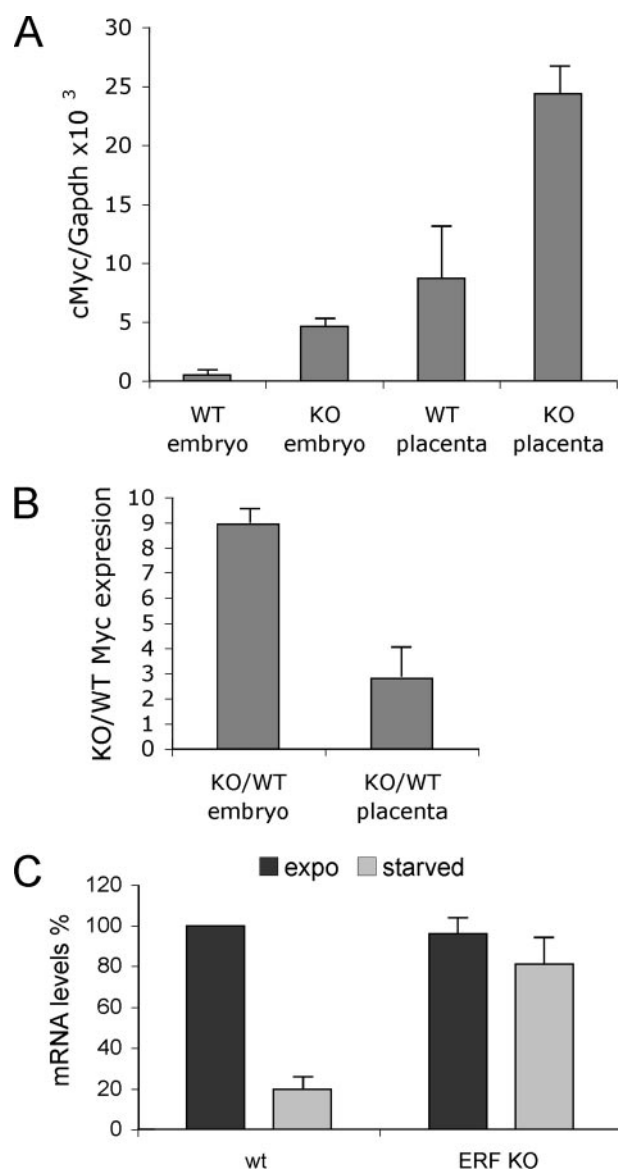 A
cMyc/Gapdh x10 3
30
25
20
15
10
5
0
WT embryo
KO embryo
WT placenta
KO placenta
B
KO/WT Myc expresion
10
9
8
7
6
5
4
3
2
1
0
KO/WT embryo
KO/WT placenta
C
expo starved
mRNA levels %
120
100
80
60
40
20
0
wt
ERF KO